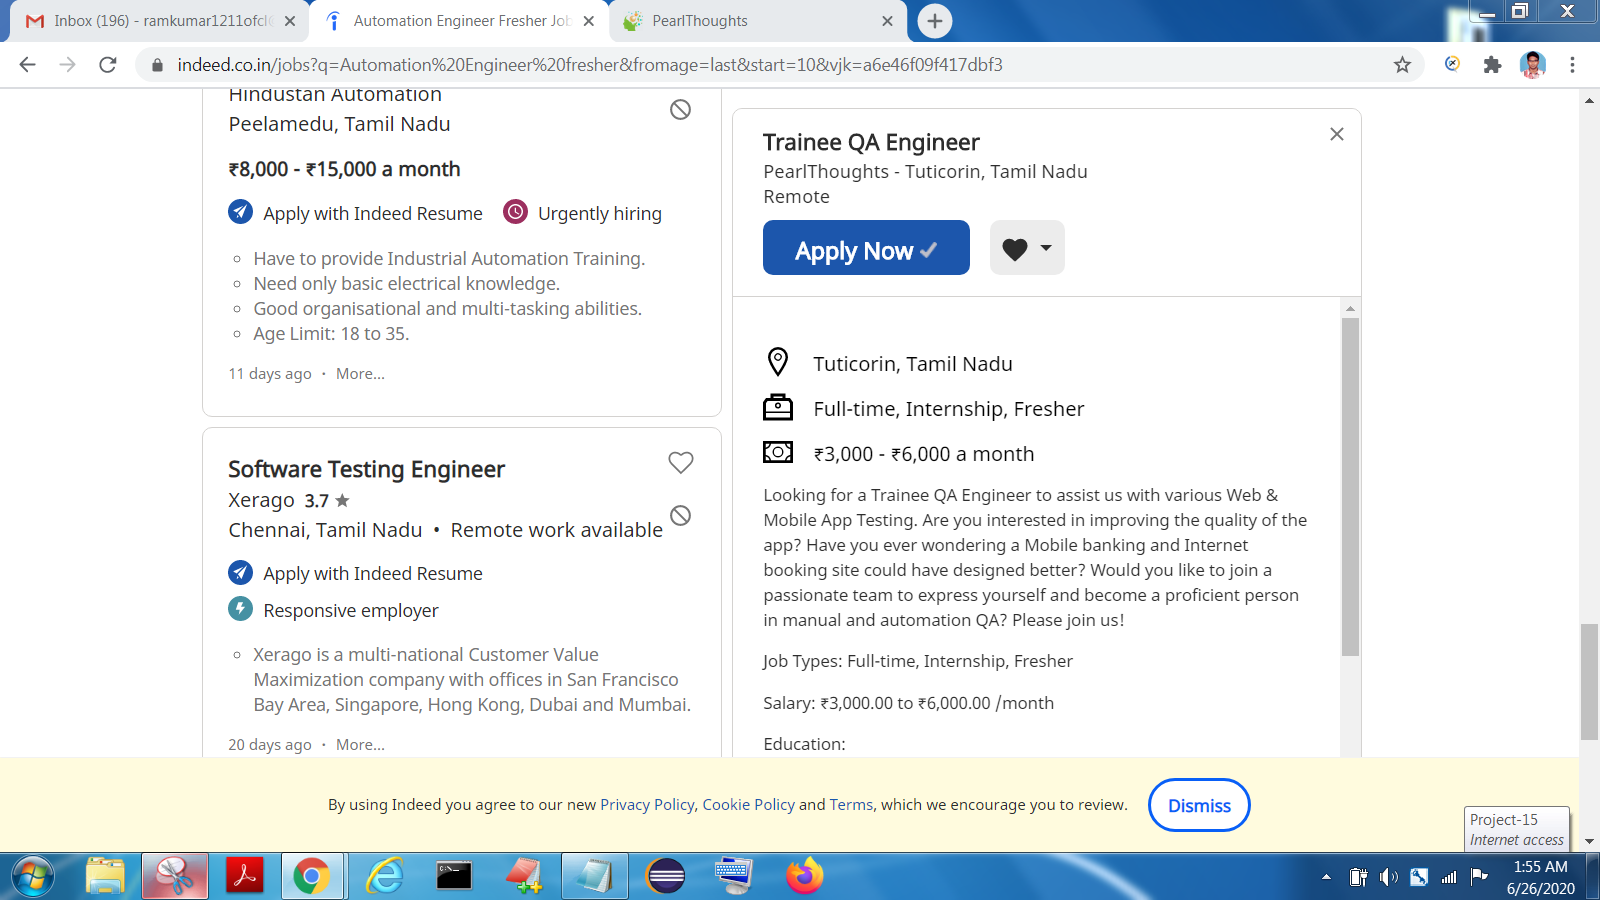 Inbox (196) - ramkumar1211ofcl
Automation Engineer Fresher Job
PearlThoughts
indeed.co.in/jobs?q=Automation%20Engineer%20fresher&fromage=last&start=10&vjk=a6e46f09f417dbf3
Hindustan Automation
Peelamedu, Tamil Nadu
₹8,000 - ₹15,000 a month
Apply with Indeed Resume
Urgently hiring
Have to provide Industrial Automation Training.
Need only basic electrical knowledge.
Good organisational and multi-tasking abilities.
Age Limit: 18 to 35.
11 days ago · More...
Software Testing Engineer
Xerago 3.7 ★
Chennai, Tamil Nadu • Remote work available
Apply with Indeed Resume
Responsive employer
Xerago is a multi-national Customer Value
Maximization company with offices in San Francisco
Bay Area, Singapore, Hong Kong, Dubai and Mumbai.
20 days ago · More...
Trainee QA Engineer
PearlThoughts - Tuticorin, Tamil Nadu
Remote
Apply Now
Tuticorin, Tamil Nadu
Full-time, Internship, Fresher
₹3,000 - ₹6,000 a month
Looking for a Trainee QA Engineer to assist us with various Web &
Mobile App Testing. Are you interested in improving the quality of the
app? Have you ever wondering a Mobile banking and Internet
booking site could have designed better? Would you like to join a
passionate team to express yourself and become a proficient person
in manual and automation QA? Please join us!
Job Types: Full-time, Internship, Fresher
Salary: ₹3,000.00 to ₹6,000.00 /month
Education:
By using Indeed you agree to our new Privacy Policy, Cookie Policy and Terms, which we encourage you to review.
Dismiss
Project-15
Internet access
1:55 AM
6/26/2020